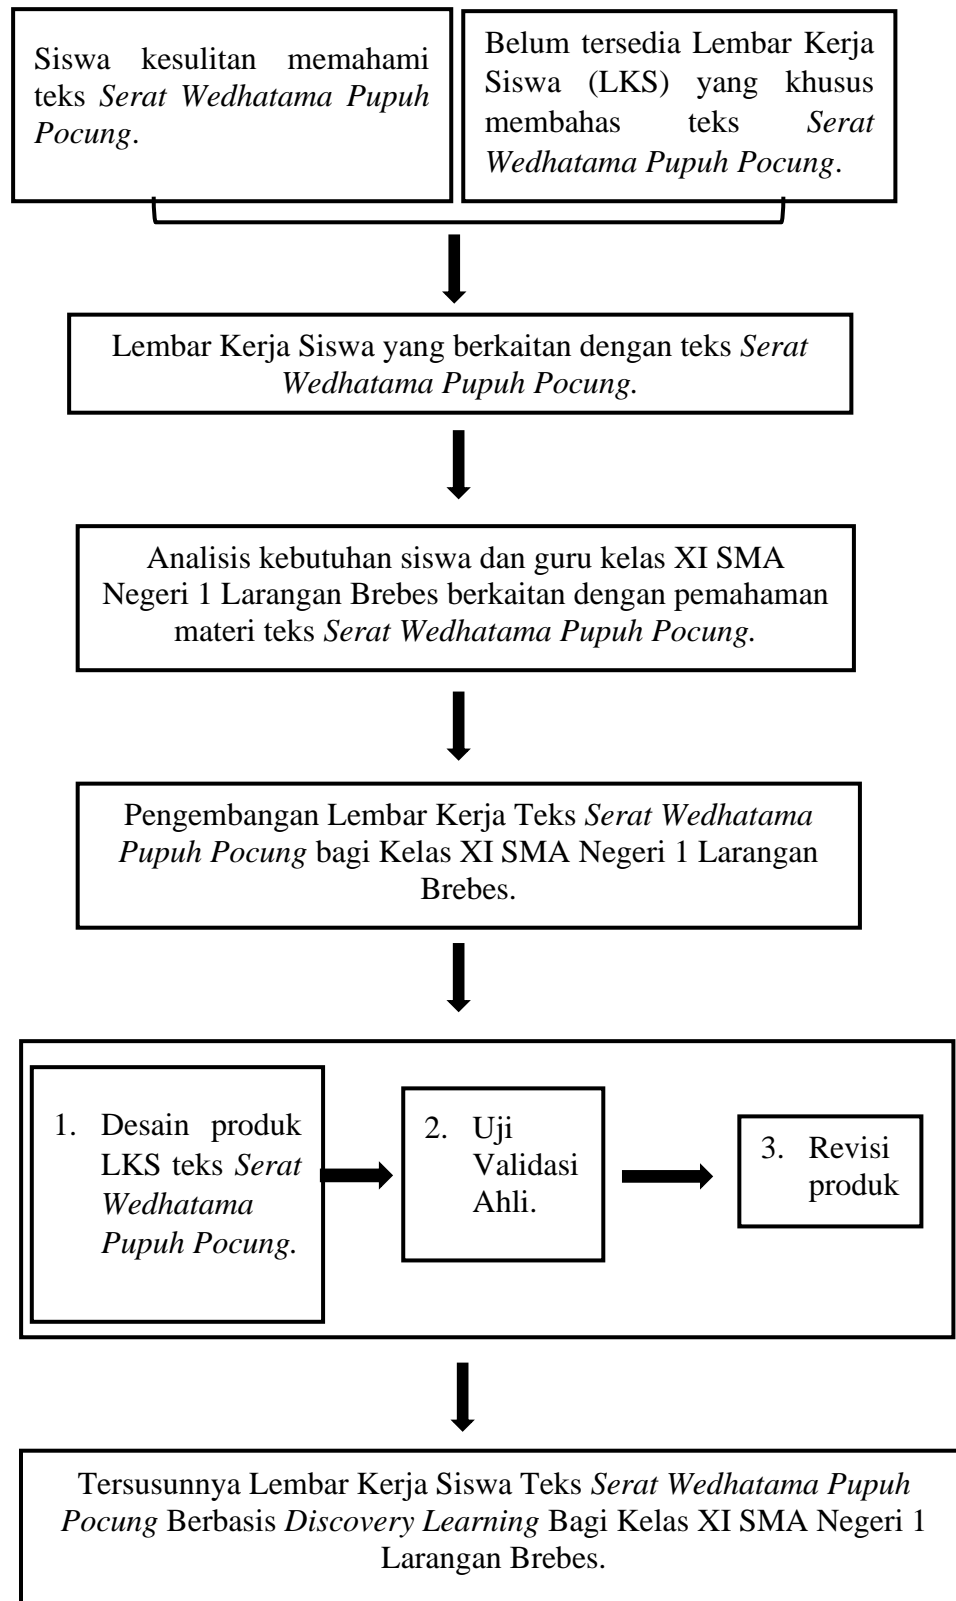 Siswa kesulitan memahami
teks Serat Wedhatama Pupuh
Pocung.
Belum tersedia Lembar Kerja
Siswa (LKS) yang khusus
membahas teks Serat
Wedhatama Pupuh Pocung.
Lembar Kerja Siswa yang berkaitan dengan teks Serat
Wedhatama Pupuh Pocung.
Analisis kebutuhan siswa dan guru kelas XI SMA
Negeri 1 Larangan Brebes berkaitan dengan pemahaman
materi teks Serat Wedhatama Pupuh Pocung.
Pengembangan Lembar Kerja Teks Serat Wedhatama
Pupuh Pocung bagi Kelas XI SMA Negeri 1 Larangan
Brebes.
1. Desain produk
LKS teks Serat
Wedhatama
Pupuh Pocung.
2. Uji
Validasi
Ahli.
3. Revisi
produk
Tersusunnya Lembar Kerja Siswa Teks Serat Wedhatama Pupuh
Pocung Berbasis Discovery Learning Bagi Kelas XI SMA Negeri 1
Larangan Brebes.